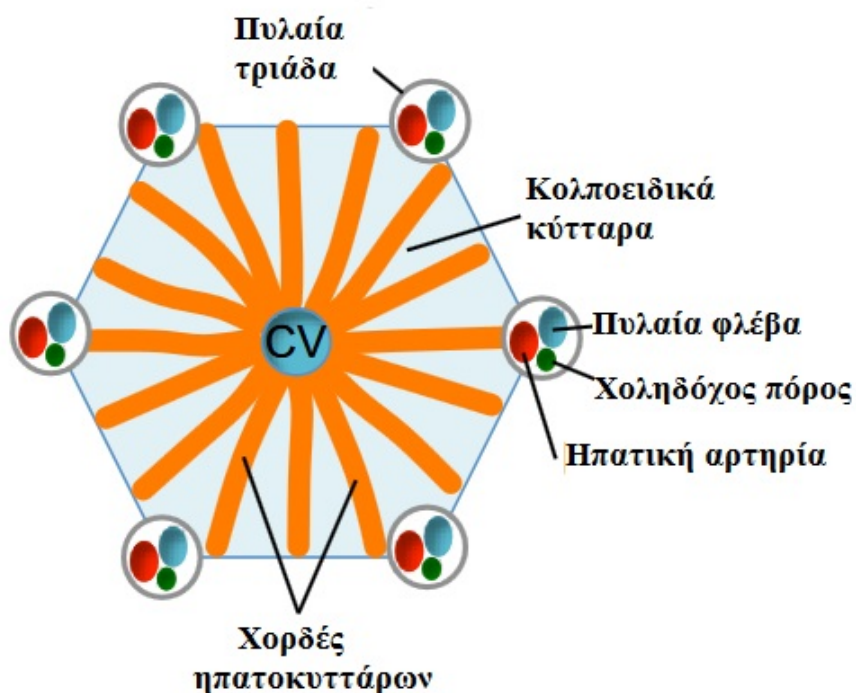 Πυλαία
τριάδα
Κολποειδικά
κύτταρα
Πυλαία φλέβα
CV
Χοληδόχος πόρος
Ηπατική αρτηρία
Χορδές
ηπατοκυττάρων